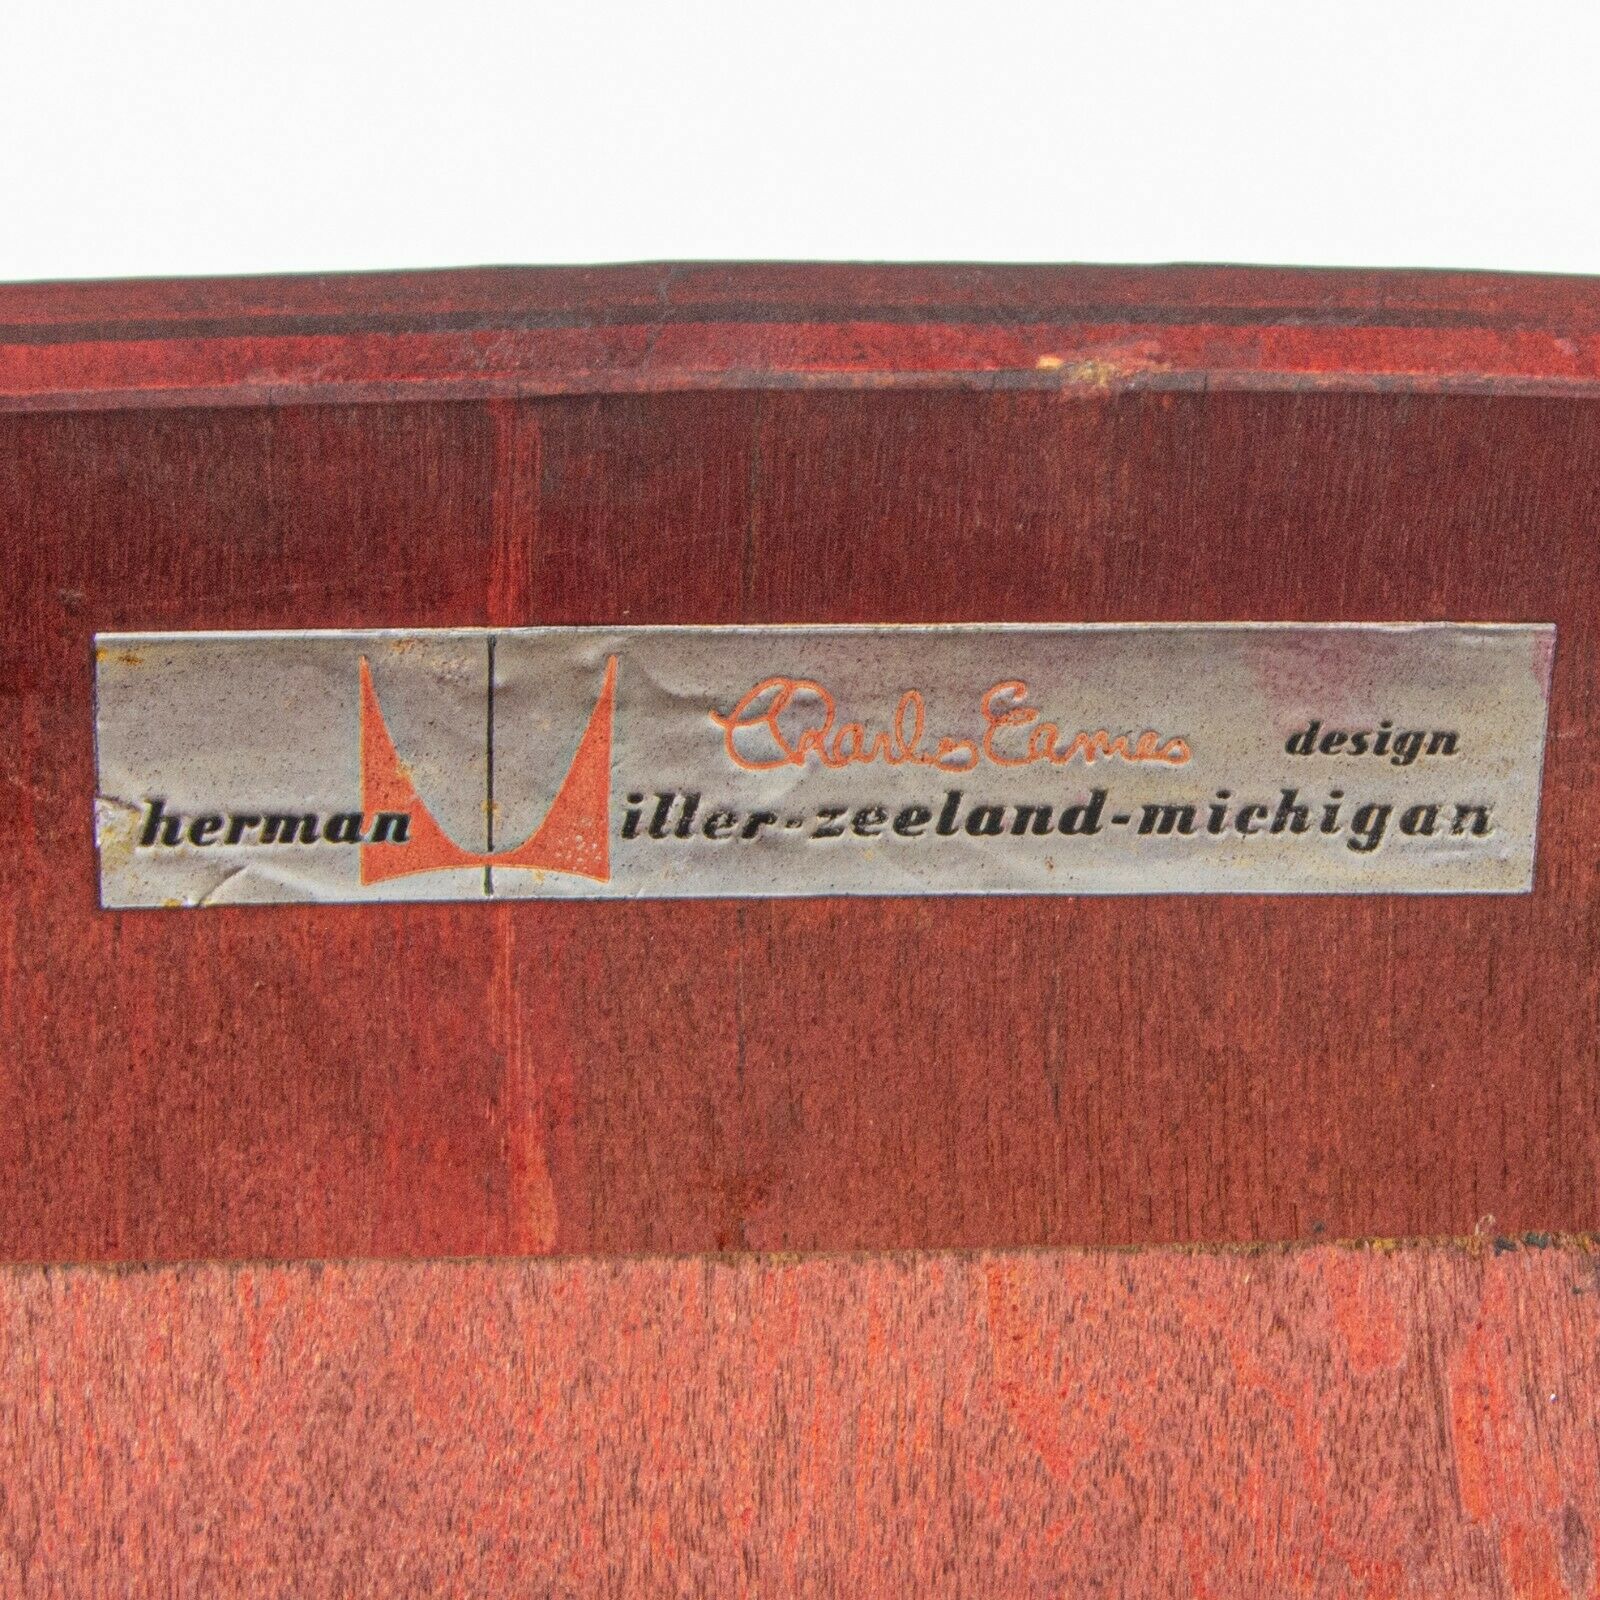 Charles Eames design
herman miller-zeeland-michigan